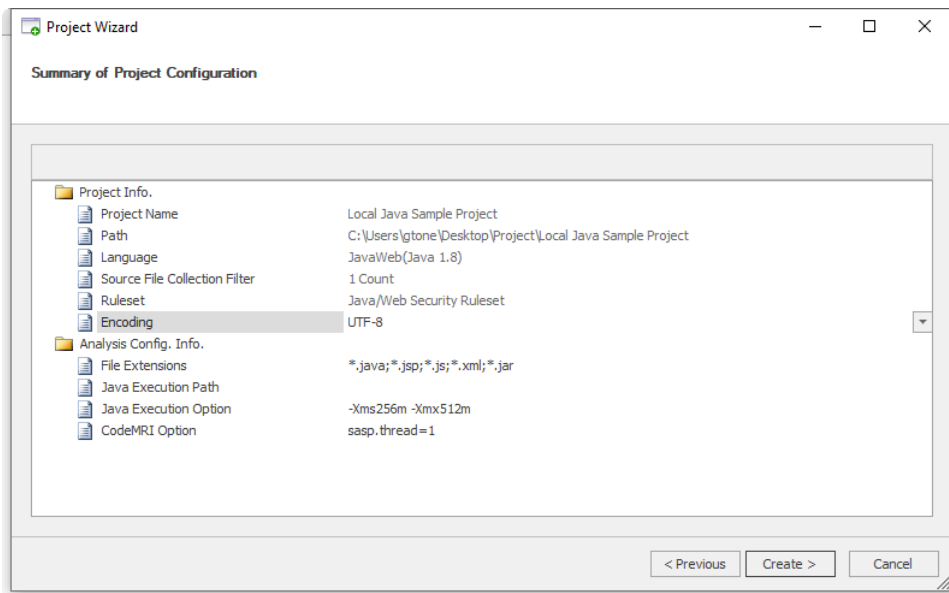 Project Wizard
Summary of Project Configuration
Project Info.
Project Name Local Java Sample Project
Path C:\Users\gtone\Desktop\Project\Local Java Sample Project
Language JavaWeb(Java 1.8)
Source File Collection Filter 1 Count
Ruleset Java/Web Security Ruleset
Encoding UTF-8
Analysis Config. Info.
File Extensions *.java;*.jsp;*.js;*.xml;*.jar
Java Execution Path
Java Execution Option -Xms256m -Xmx512m
CodeMRI Option sasp.thread=1
< Previous Create > Cancel